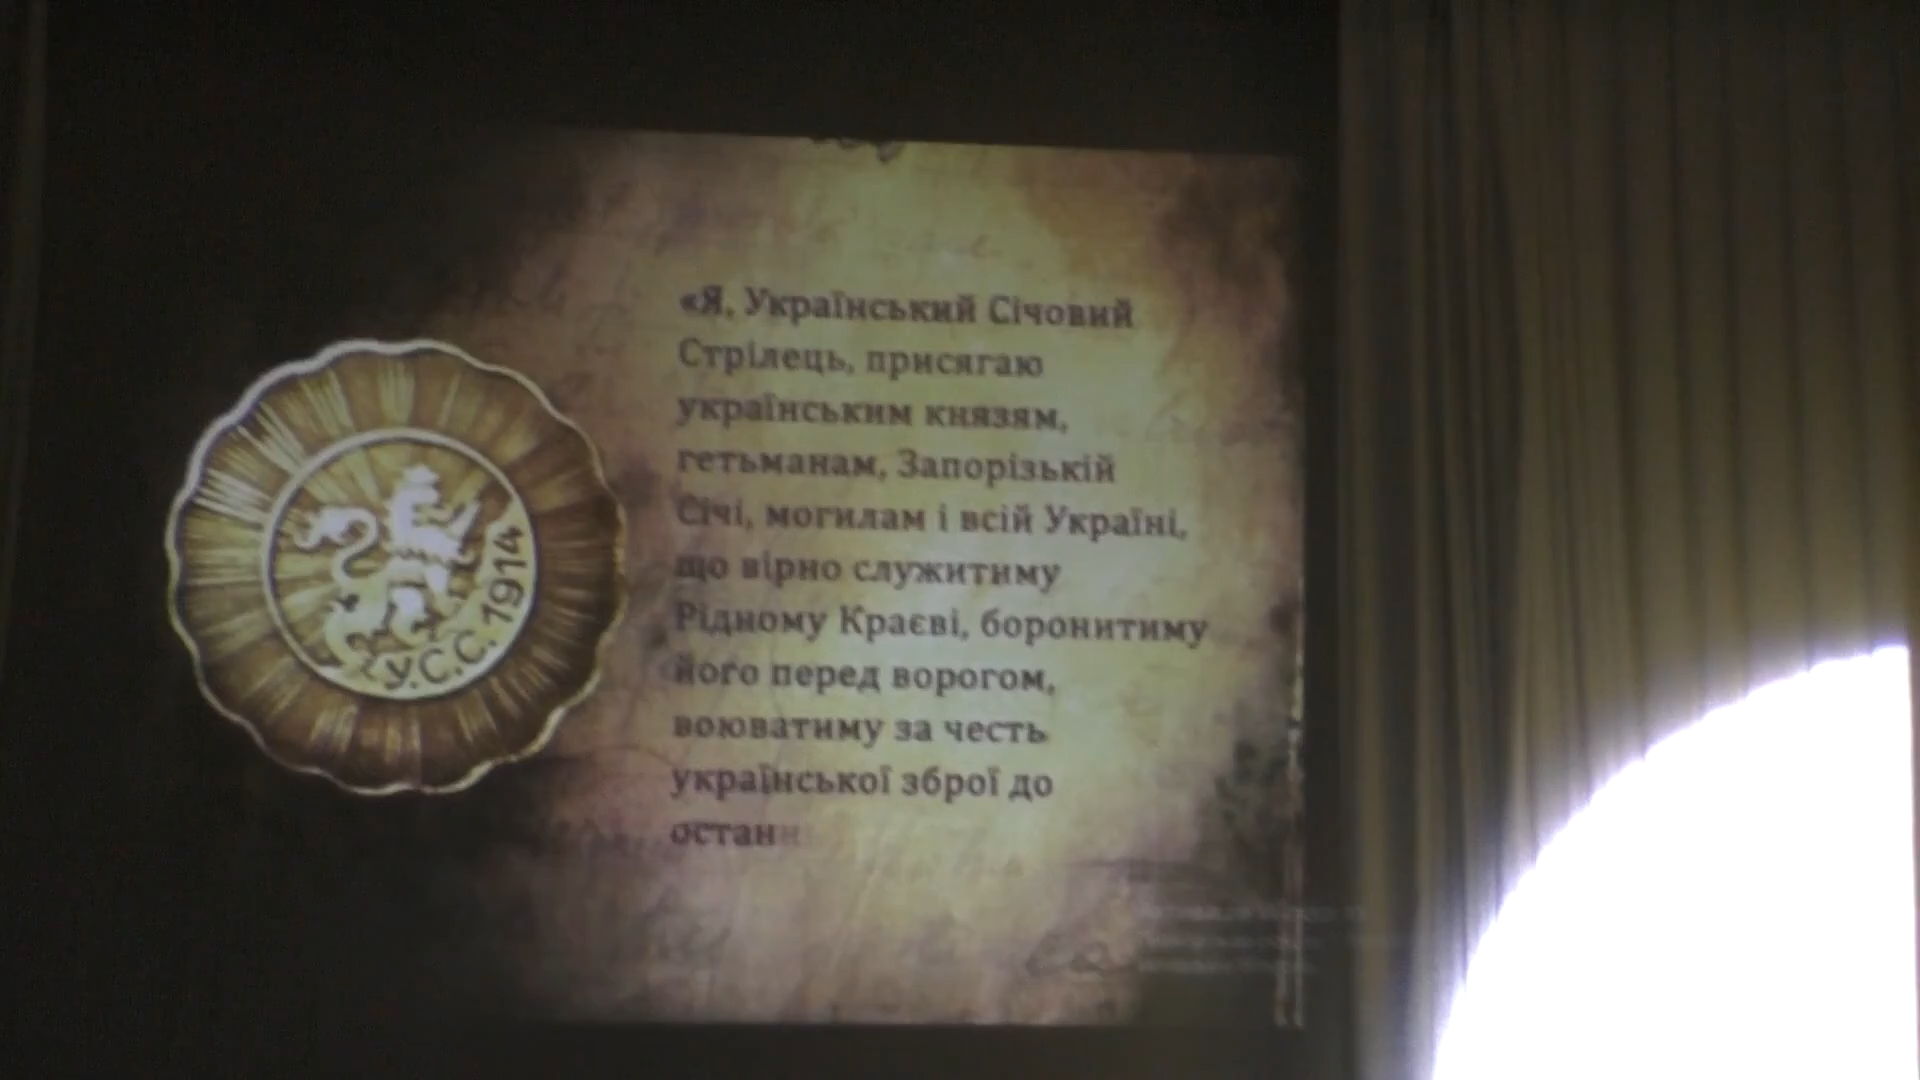 «Я, Український Січовий
Стрілець, присягаю
українським князям,
гетьманам, Запорізькій
Січі, могилам і всій Україні,
що вірно служитиму
Рідному Краєві, боронитиму
його перед ворогом,
воюватиму за честь
української зброї до
останн
У.С.С. 1914